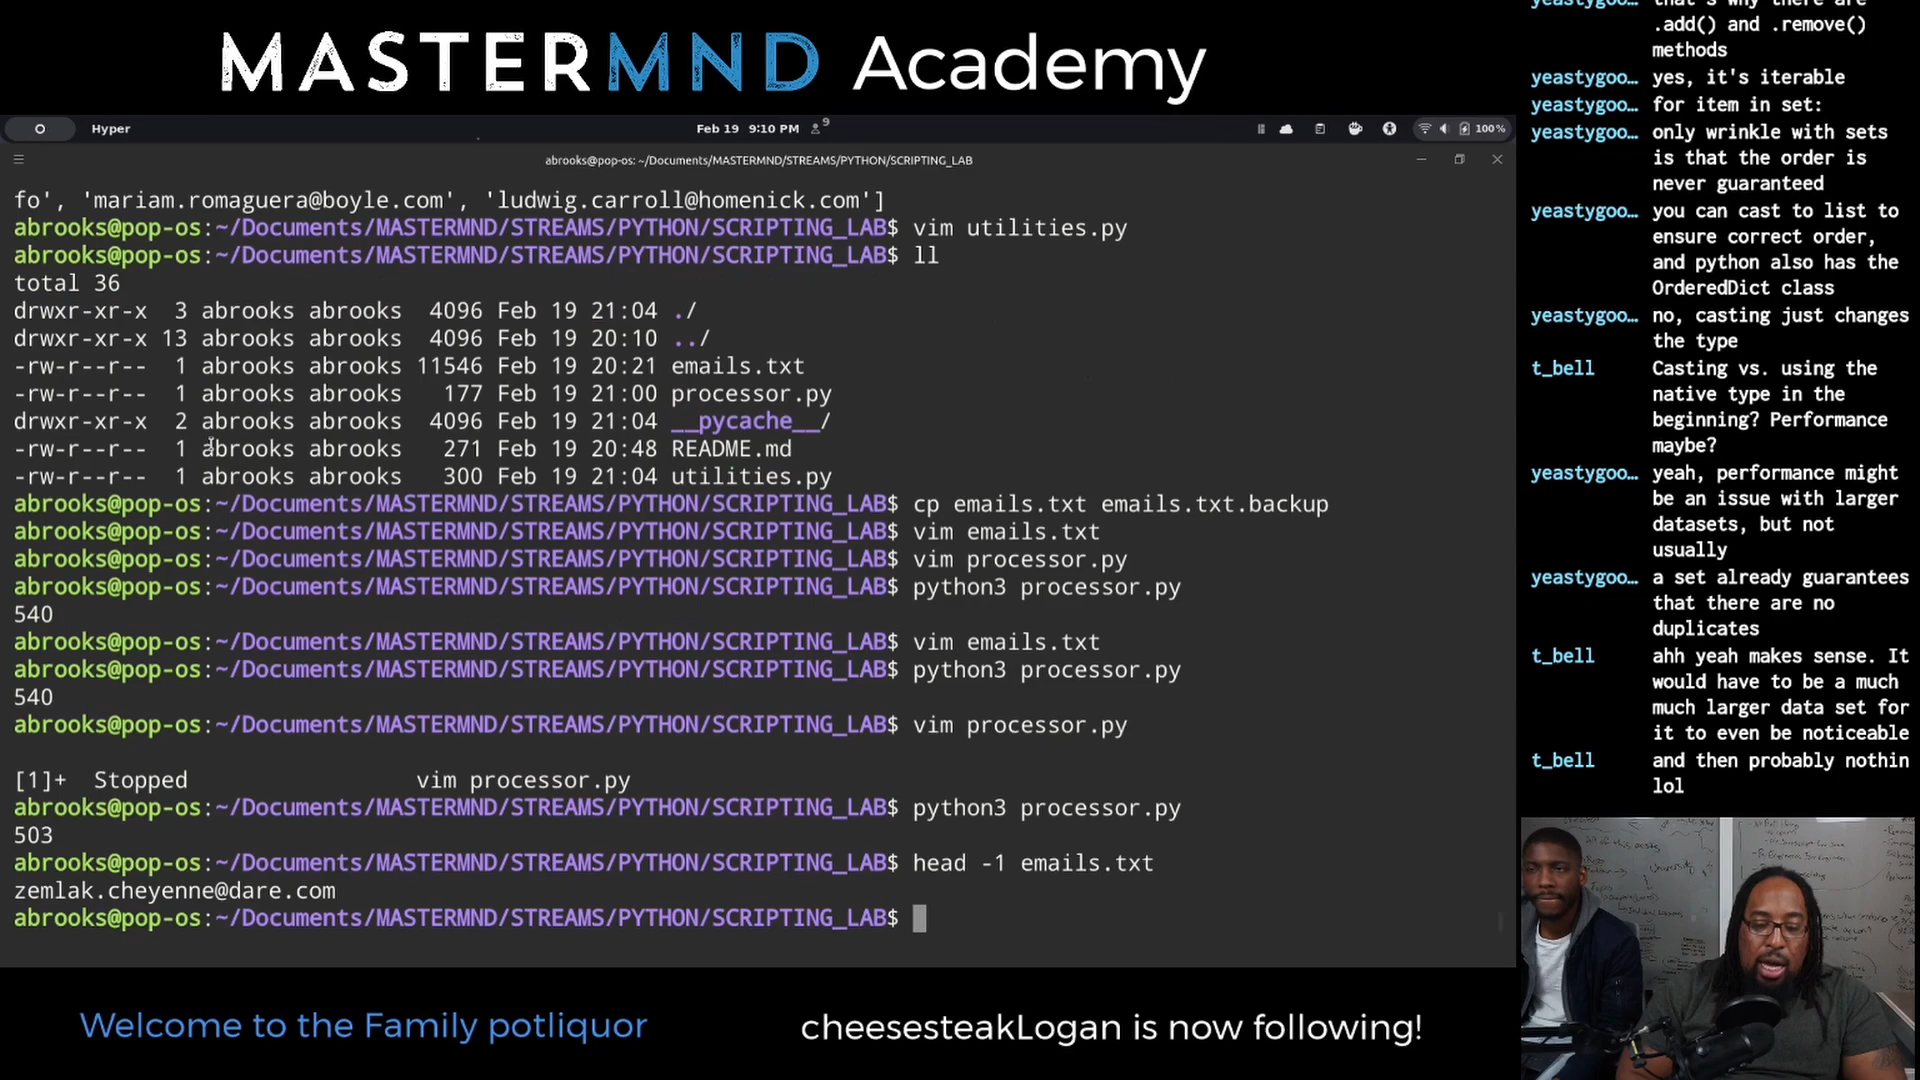 MASTERMND Academy
Hyper
Feb 19 9:10 PM
9
100%
abrooks@pop-os: ~/Documents/MASTERMND/STREAMS/PYTHON/SCRIPTING_LAB
fo', 'mariam.romaguera@boyle.com', 'ludwig.carroll@homenick.com']
abrooks@pop-os:~/Documents/MASTERMND/STREAMS/PYTHON/SCRIPTING_LAB$ vim utilities.py
abrooks@pop-os:~/Documents/MASTERMND/STREAMS/PYTHON/SCRIPTING_LAB$ ll
total 36
drwxr-xr-x 3 abrooks abrooks 4096 Feb 19 21:04 ./
drwxr-xr-x 13 abrooks abrooks 4096 Feb 19 20:10 ../
-rw-r--r-- 1 abrooks abrooks 11546 Feb 19 20:21 emails.txt
-rw-r--r-- 1 abrooks abrooks 177 Feb 19 21:00 processor.py
drwxr-xr-x 2 abrooks abrooks 4096 Feb 19 21:04 __pycache__/
-rw-r--r-- 1 abrooks abrooks 271 Feb 19 20:48 README.md
-rw-r--r-- 1 abrooks abrooks 300 Feb 19 21:04 utilities.py
abrooks@pop-os:~/Documents/MASTERMND/STREAMS/PYTHON/SCRIPTING_LAB$ cp emails.txt emails.txt.backup
abrooks@pop-os:~/Documents/MASTERMND/STREAMS/PYTHON/SCRIPTING_LAB$ vim emails.txt
abrooks@pop-os:~/Documents/MASTERMND/STREAMS/PYTHON/SCRIPTING_LAB$ vim processor.py
abrooks@pop-os:~/Documents/MASTERMND/STREAMS/PYTHON/SCRIPTING_LAB$ python3 processor.py
540
abrooks@pop-os:~/Documents/MASTERMND/STREAMS/PYTHON/SCRIPTING_LAB$ vim emails.txt
abrooks@pop-os:~/Documents/MASTERMND/STREAMS/PYTHON/SCRIPTING_LAB$ python3 processor.py
540
abrooks@pop-os:~/Documents/MASTERMND/STREAMS/PYTHON/SCRIPTING_LAB$ vim processor.py
[1]+ Stopped vim processor.py
abrooks@pop-os:~/Documents/MASTERMND/STREAMS/PYTHON/SCRIPTING_LAB$ python3 processor.py
503
abrooks@pop-os:~/Documents/MASTERMND/STREAMS/PYTHON/SCRIPTING_LAB$ head -1 emails.txt
zemlak.cheyenne@dare.com
abrooks@pop-os:~/Documents/MASTERMND/STREAMS/PYTHON/SCRIPTING_LAB$
yeastygoo… that's why there are
.add() and .remove()
methods
yeastygoo… yes, it's iterable
yeastygoo… for item in set:
yeastygoo… only wrinkle with sets
is that the order is
never guaranteed
yeastygoo… you can cast to list to
ensure correct order,
and python also has the
OrderedDict class
yeastygoo… no, casting just changes
the type
t_bell Casting vs. using the
native type in the
beginning? Performance
maybe?
yeastygoo… yeah, performance might
be an issue with larger
datasets, but not
usually
yeastygoo… a set already guarantees
that there are no
duplicates
t_bell ahh yeah makes sense. It
would have to be a much
much larger data set for
it to even be noticeable
t_bell and then probably nothin
lol
Welcome to the Family potliquor
cheesesteakLogan is now following!